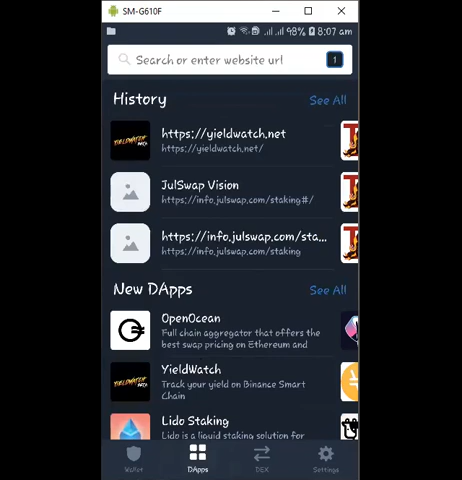 SM-G610F
98% 8:07 am
Search or enter website url
1
History
See All
YIELDWATCH
https://yieldwatch.net
https://yieldwatch.net/
JulSwap Vision
https://info.julswap.com/staking#/
https://info.julswap.com/sta...
https://info.julswap.com/staking
New DApps
See All
OpenOcean
Full chain aggregator that offers the
best swap pricing on Ethereum and
YIELDWATCH
YieldWatch
Track your yield on Binance Smart
Chain
Lido Staking
Lido is a liquid staking solution for
Wallet
DApps
DEX
Settings